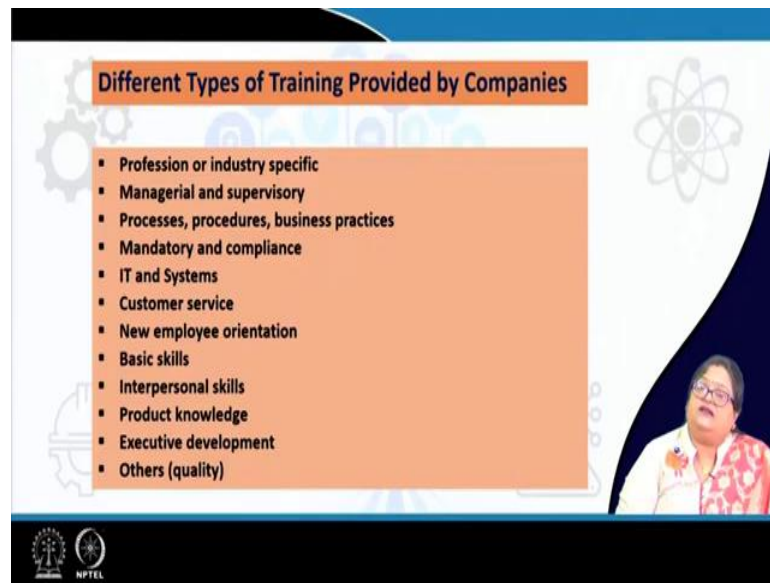 Different Types of Training Provided by Companies
▪ Profession or industry specific
▪ Managerial and supervisory
▪ Processes, procedures, business practices
▪ Mandatory and compliance
▪ IT and Systems
▪ Customer service
▪ New employee orientation
▪ Basic skills
▪ Interpersonal skills
▪ Product knowledge
▪ Executive development
▪ Others (quality)
NPTEL